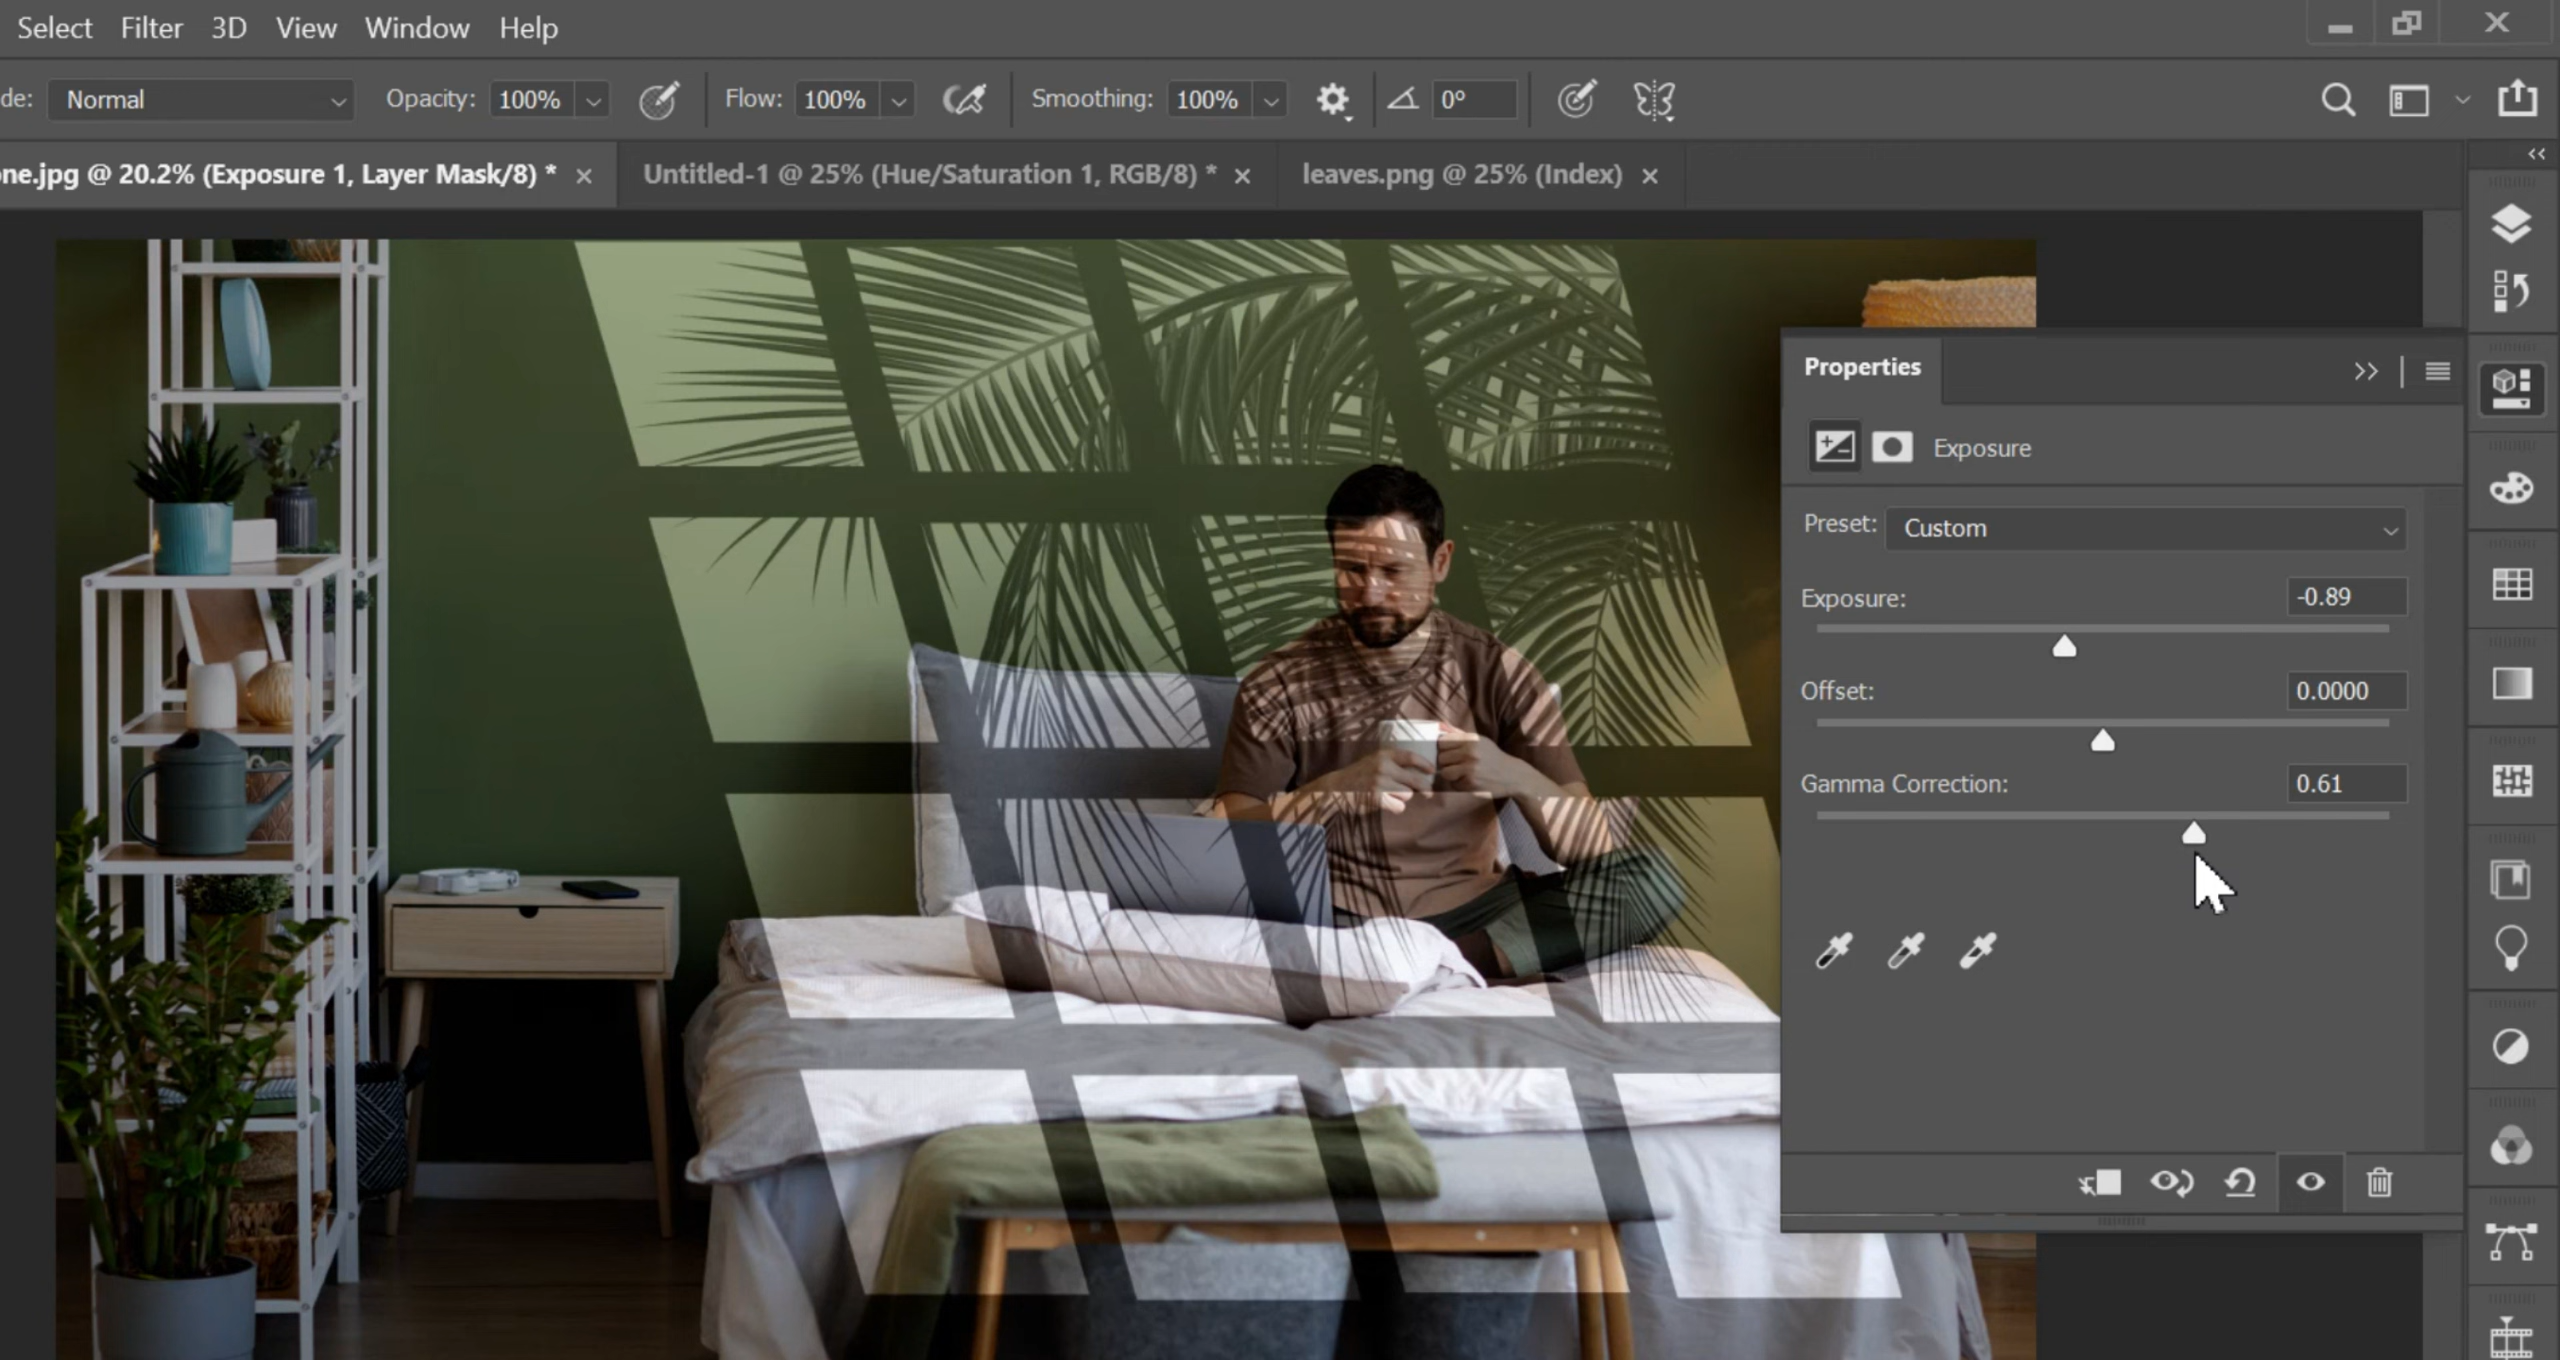 Select Filter 3D View Window Help
de: Normal Opacity: 100% Flow: 100% Smoothing: 100% 0°
ne.jpg @ 20.2% (Exposure 1, Layer Mask/8) * × Untitled-1 @ 25% (Hue/Saturation 1, RGB/8) * × leaves.png @ 25% (Index) ×
Properties
Exposure
Preset: Custom
Exposure: -0.89
Offset: 0.0000
Gamma Correction: 0.61